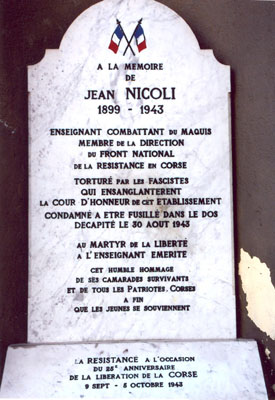 A LA MEMOIRE
DE
JEAN NICOLI
1899 - 1943
ENSEIGNANT COMBATTANT DU MAQUIS
MEMBRE DE LA DIRECTION
DU FRONT NATIONAL
DE LA RESISTANCE EN CORSE
TORTURÉ PAR LES FASCISTES
QUI ENSANGLANTERENT
LA COUR D'HONNEUR DE CET ETABLISSEMENT
CONDAMNÉ A ETRE FUSILLÉ DANS LE DOS
DECAPITÉ LE 30 AOUT 1943
AU MARTYR DE LA LIBERTÉ
A L'ENSEIGNANT EMERITE
CET HUMBLE HOMMAGE
DE SES CAMARADES SURVIVANTS
ET DE TOUS LES PATRIOTES CORSES
A FIN
QUE LES JEUNES SE SOUVIENNENT
LA RESISTANCE A L'OCCASION
DU 25E ANNIVERSAIRE
DE LA LIBERATION DE LA CORSE
9 SEPT - 5 OCTOBRE 1943